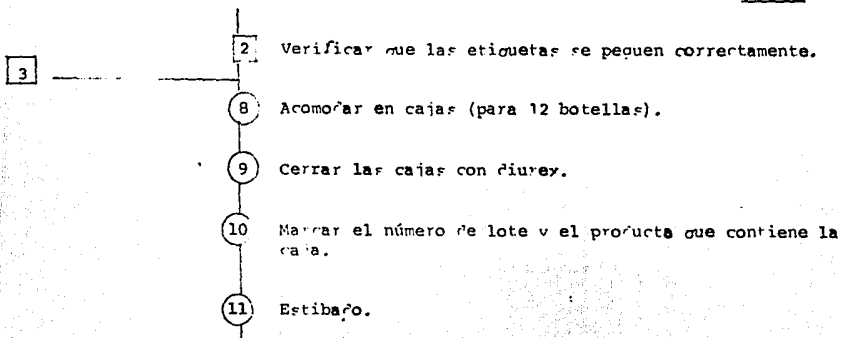 2 Verificar que las etiquetas se peguen correctamente.
3
8 Acomodar en cajas (para 12 botellas).
9 Cerrar las cajas con diurex.
10 Marcar el número de lote y el producto que contiene la
caja.
11 Estibado.